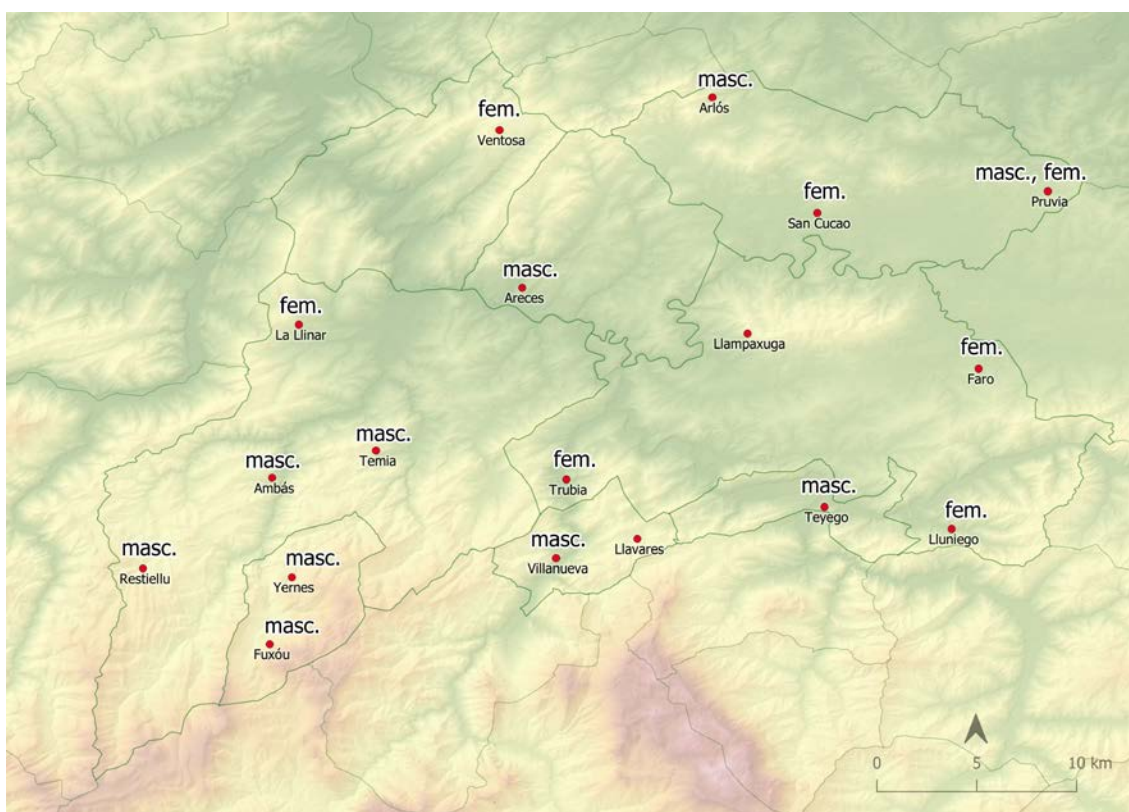 masc.
Arlós
fem.
Ventosa
masc., fem.
Pruvia
fem.
San Cucao
masc.
Areces
fem.
La Llinar
Llampaxuga
fem.
Faro
masc.
Temia
masc.
Ambás
fem.
Trubia
masc.
Teyego
fem.
Lluniego
masc.
Villanueva
Llavares
masc.
Restiellu
masc.
Yernes
masc.
Fuxóu
0 5 10 km